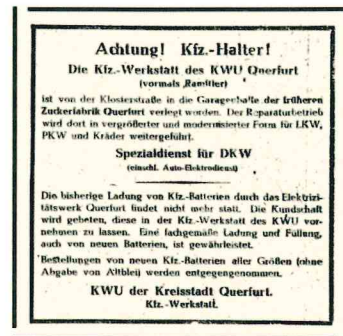 Achtung! Kfz.-Halter!
Die Kfz.-Werkstatt des KWU Querfurt
(vormals Ramftler)
ist von der Klosterstraße in die Garagenhalle der früheren
Zuckerfabrik Querfurt verlegt worden. Der Reparaturbetrieb
wird dort in vergrößerter und modernisierter Form für LKW,
PKW und Kräder weitergeführt.
Spezialdienst für DKW
(einschl. Auto-Elektrodienst)
Die bisherige Ladung von Kfz.-Batterien durch das Elektrizi-
tätswerk Querfurt findet nicht mehr statt. Die Kundschaft
wird gebeten, diese in der Kfz.-Werkstatt des KWU vor-
nehmen zu lassen. Eine fachgemäße Ladung und Füllung,
auch von neuen Batterien, ist gewährleistet.
Bestellungen von neuen Kfz.-Batterien aller Größen (ohne
Abgabe von Altblei) werden entgegengenommen.
KWU der Kreisstadt Querfurt.
Kfz.-Werkstatt.